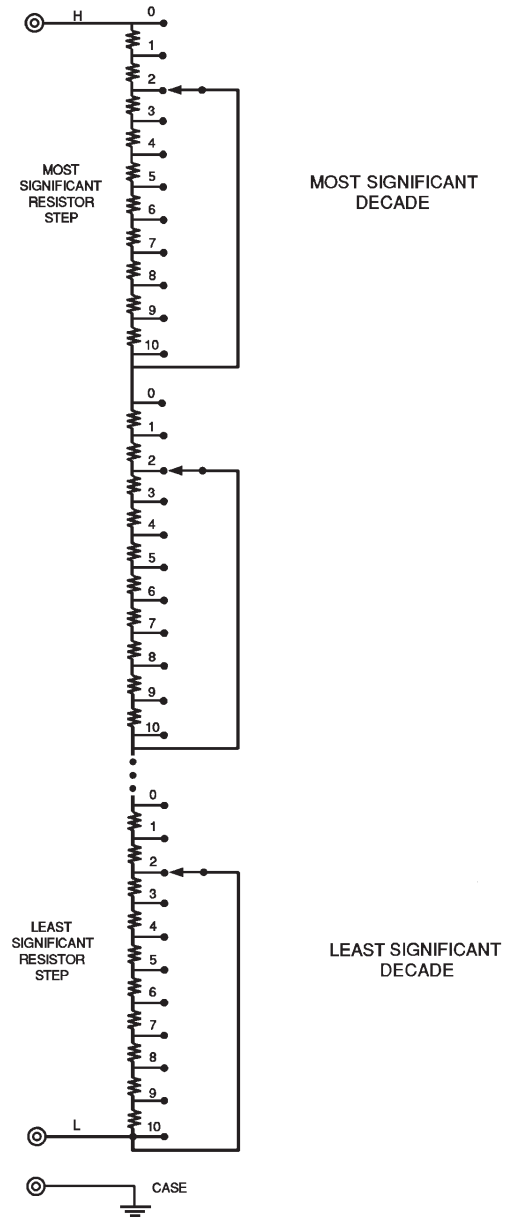 H
0
1
2
3
4
5
6
7
8
9
10
MOST
SIGNIFICANT
RESISTOR
STEP
MOST SIGNIFICANT
DECADE
0
1
2
3
4
5
6
7
8
9
10
0
1
2
3
4
5
6
7
8
9
10
LEAST
SIGNIFICANT
RESISTOR
STEP
LEAST SIGNIFICANT
DECADE
L
CASE